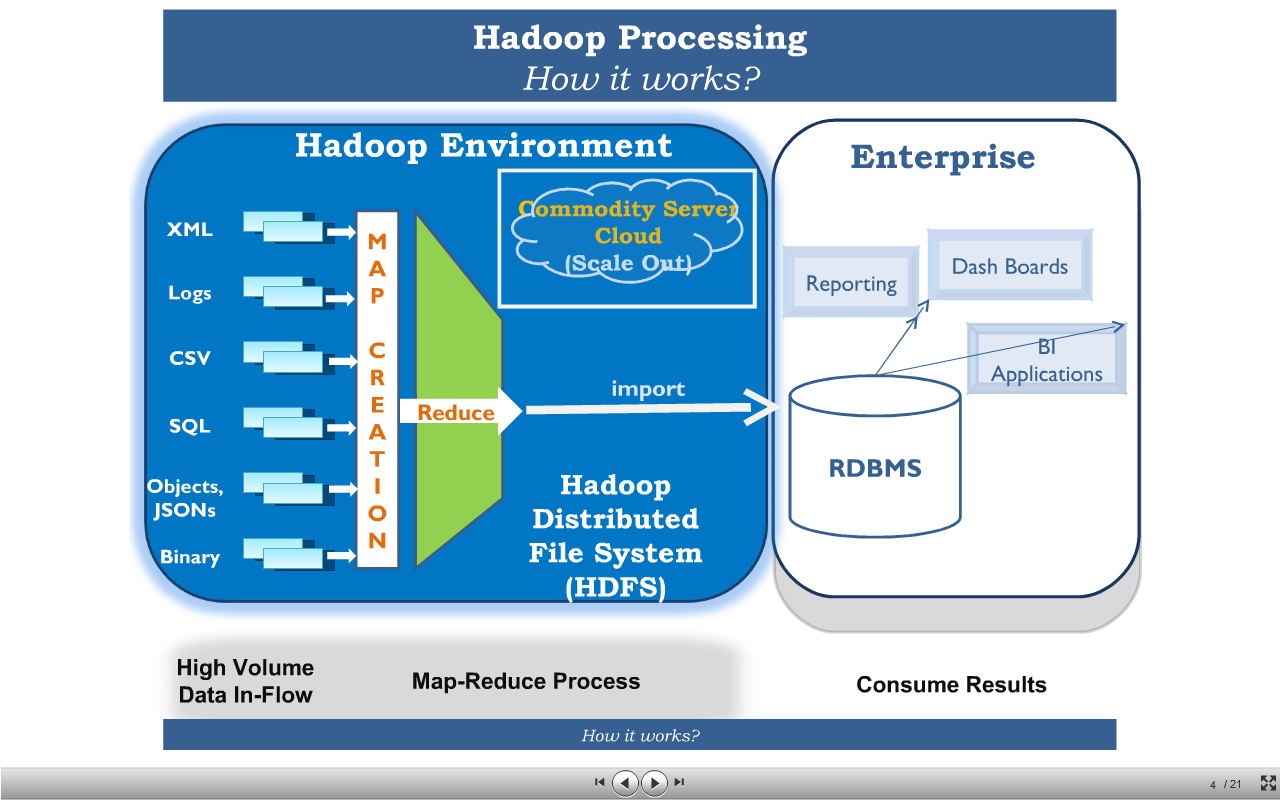 Hadoop Processing
How it works?
Hadoop Environment
Commodity Server
Cloud
(Scale Out)
XML
Logs
CSV
SQL
Objects,
JSONs
Binary
MAP CREATION
Reduce
import
Hadoop
Distributed
File System
(HDFS)
Enterprise
Reporting
Dash Boards
BI
Applications
RDBMS
High Volume
Data In-Flow
Map-Reduce Process
Consume Results
How it works?
4 / 21